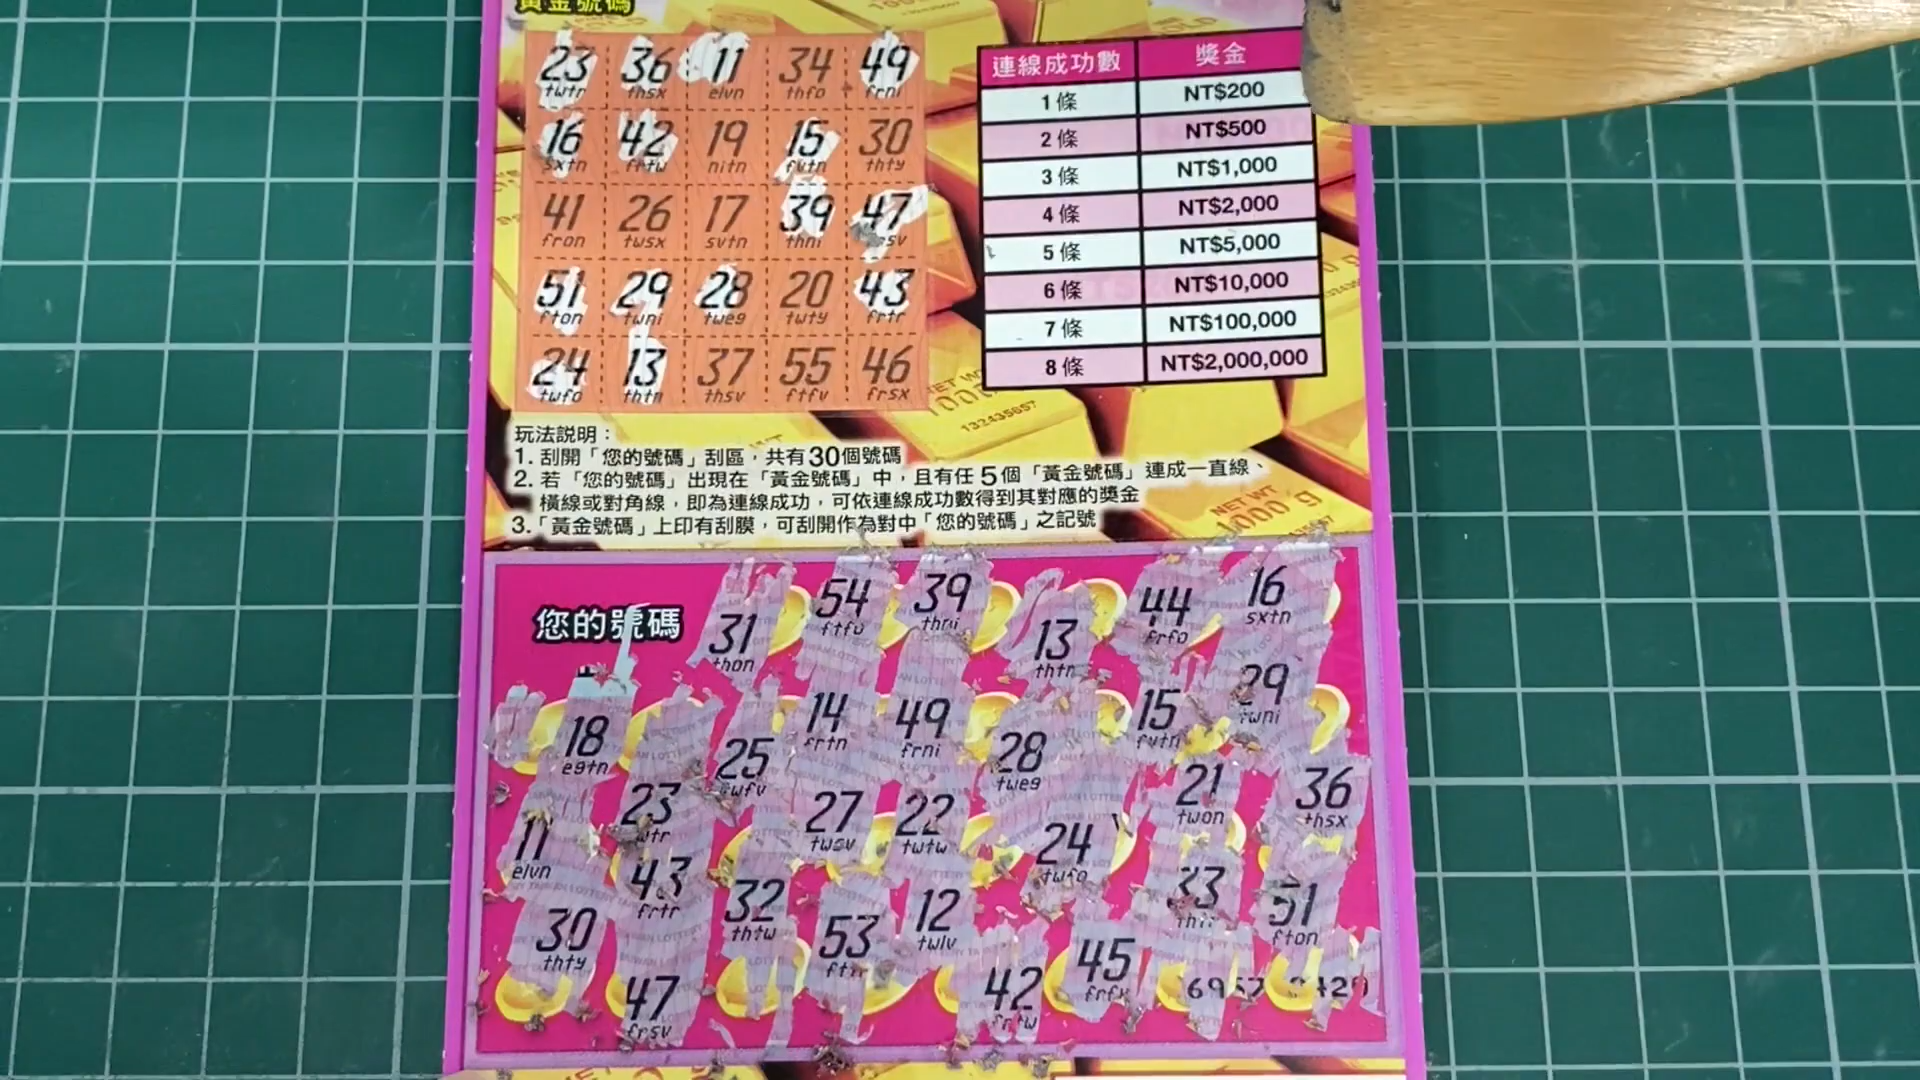 黃金號碼
23 36 11 34 49
twtr thsx elvn thfo frni
16 42 19 15 30
sxtn frtw nitn fvtn thty
41 26 17 39 47
fron twsx svtn thni
51 29 28 20 43
fton twni tweg twty frtr
24 13 37 55 46
twfo thtn thsv ftfv frsx
連線成功數 獎金
1 條 NT$200
2 條 NT$500
3 條 NT$1,000
4 條 NT$2,000
5 條 NT$5,000
6 條 NT$10,000
7 條 NT$100,000
8 條 NT$2,000,000
玩法說明：
1. 刮開「您的號碼」刮區，共有30個號碼
2. 若「您的號碼」出現在「黃金號碼」中，且有任5個「黃金號碼」連成一直線、
橫線或對角線，即為連線成功，可依連線成功數得到其對應的獎金
3.「黃金號碼」上印有刮膜，可刮開作為對中「您的號碼」之記號
NET WT
1000 g
132435657
您的號碼
31 54 39 13 44 16
thon ftfo thni thtn frfo sxtn
18 25 14 49 28 15 29
egtn frtn frni tweg fvtn twni
11 23 27 22 24 21 36
elvn twsv twtw twfo twon thsx
30 43 32 53 12 33 51
thty frtr thtw twlv fton
47 42 45
frsv